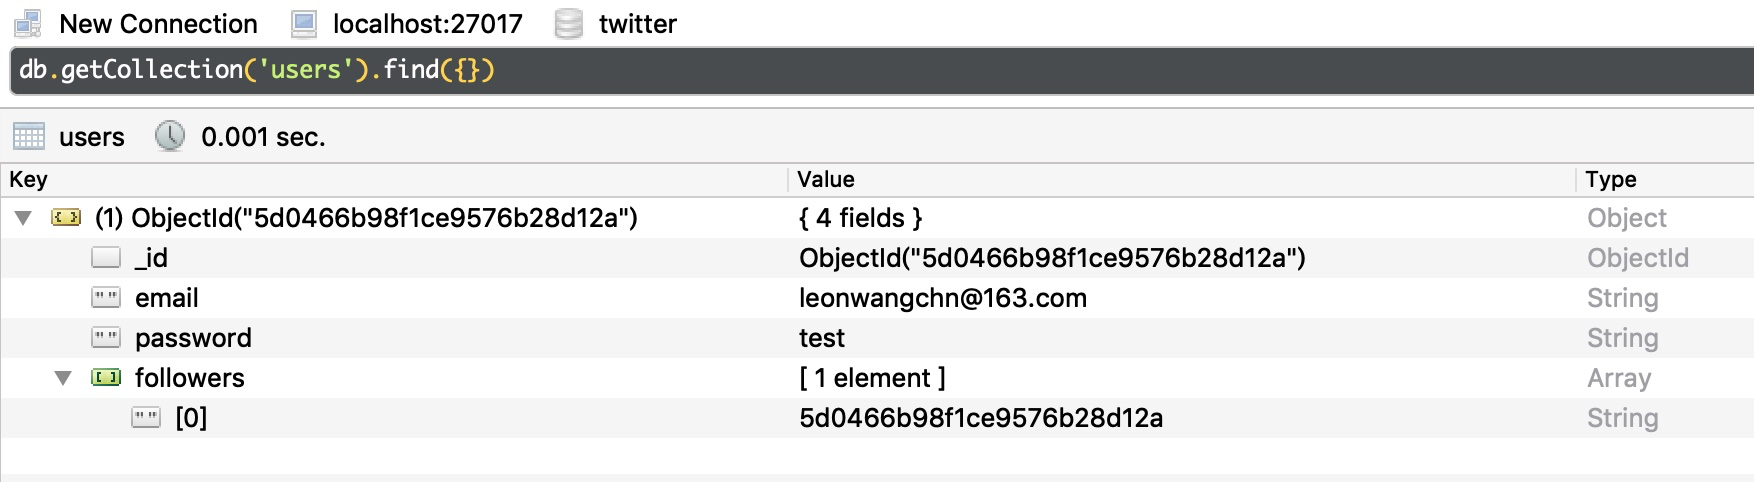 New Connection localhost:27017 twitter
db.getCollection('users').find({})
users 0.001 sec.
Key Value Type
(1) ObjectId("5d0466b98f1ce9576b28d12a") { 4 fields } Object
_id ObjectId("5d0466b98f1ce9576b28d12a") ObjectId
email leonwangchn@163.com String
password test String
followers [ 1 element ] Array
[0] 5d0466b98f1ce9576b28d12a String